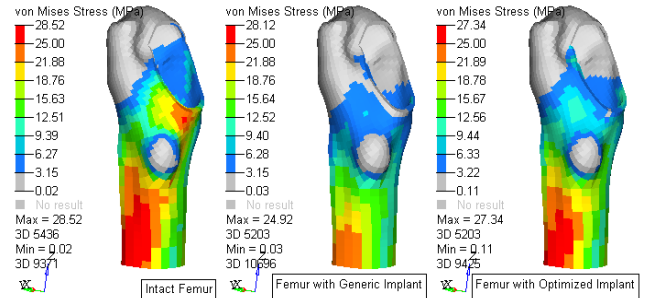 von Mises Stress (MPa)
28.52
25.00
21.88
18.76
15.63
12.51
9.39
6.27
3.15
0.02
No result
Max = 28.52
3D 5436
Min = 0.02
3D 9371
Intact Femur
von Mises Stress (MPa)
28.12
25.00
21.88
18.76
15.64
12.52
9.40
6.28
3.15
0.03
No result
Max = 24.92
3D 5203
Min = 0.03
3D 10696
Femur with Generic Implant
von Mises Stress (MPa)
27.34
25.00
21.89
18.78
15.67
12.56
9.44
6.33
3.22
0.11
No result
Max = 27.34
3D 5203
Min = 0.11
3D 9425
Femur with Optimized Implant